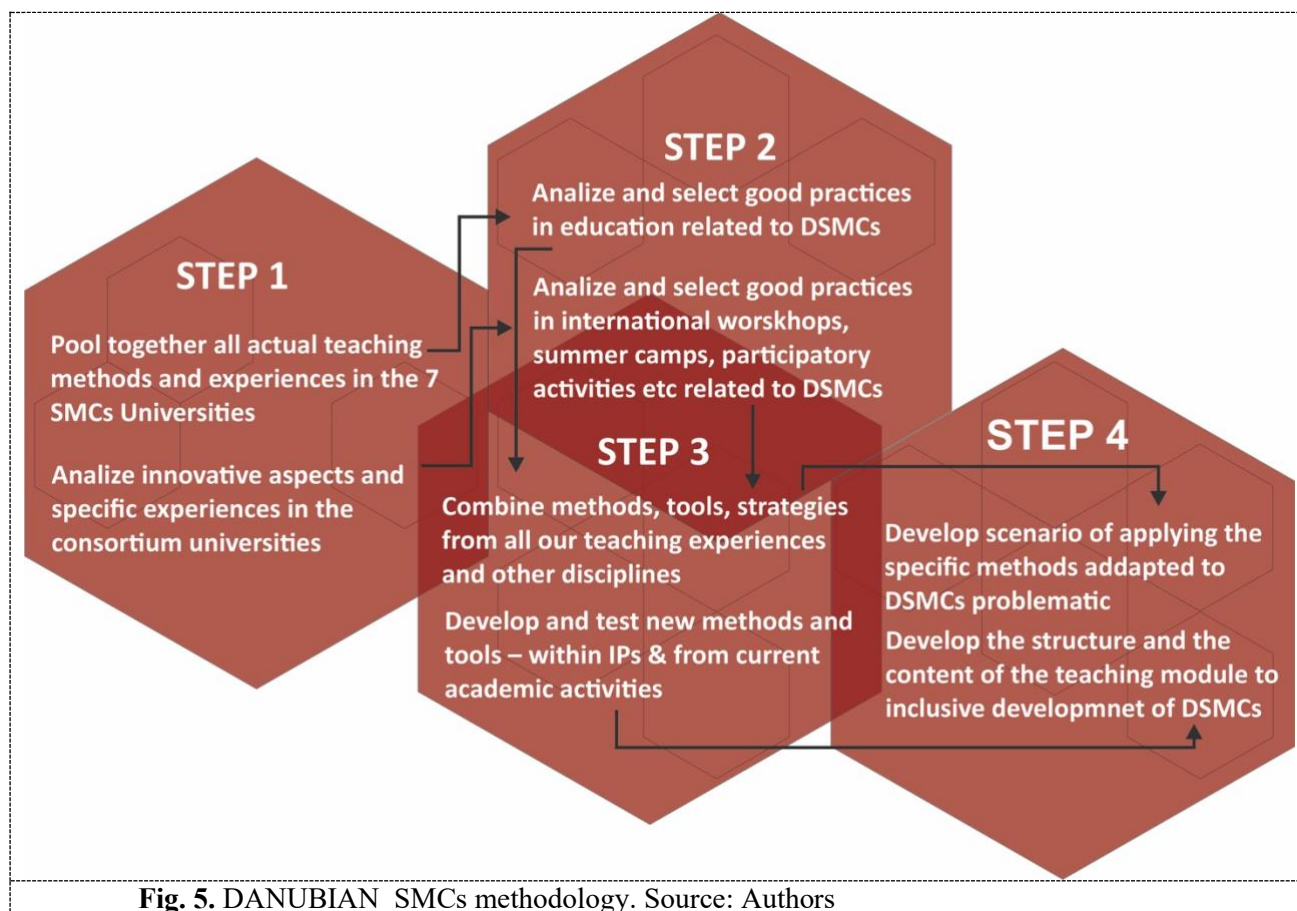 STEP 1
Pool together all actual teaching
methods and experiences in the 7
SMCs Universities
Analize innovative aspects and
specific experiences in the
consortium universities
STEP 2
Analize and select good practices
in education related to DSMCs
Analize and select good practices
in international worskhops,
summer camps, participatory
activities etc related to DSMCs
STEP 3
Combine methods, tools, strategies
from all our teaching experiences
and other disciplines
Develop and test new methods and
tools – within IPs & from current
academic activities
STEP 4
Develop scenario of applying the
specific methods addapted to
DSMCs problematic
Develop the structure and the
content of the teaching module to
inclusive developmnet of DSMCs
Fig. 5. DANUBIAN_SMCs methodology. Source: Authors